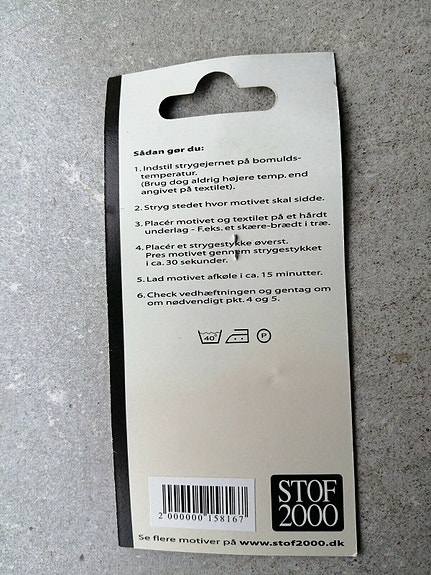 Sådan gør du:
1. Indstil strygejernet på bomulds-
temperatur.
(Brug dog aldrig højere temp. end
angivet på textilet).
2. Stryg stedet hvor motivet skal sidde.
3. Placér motivet og textilet på et hårdt
underlag - F.eks. et skære-brædt i træ.
4. Placér et strygestykke øverst.
Pres motivet gennem strygestykket
i ca. 30 sekunder.
5. Lad motivet afkøle i ca. 15 minutter.
6. Check vedhæftningen og gentag om
om nødvendigt pkt. 4 og 5.
40° P
2 000000 158167
STOF
2000
Se flere motiver på www.stof2000.dk